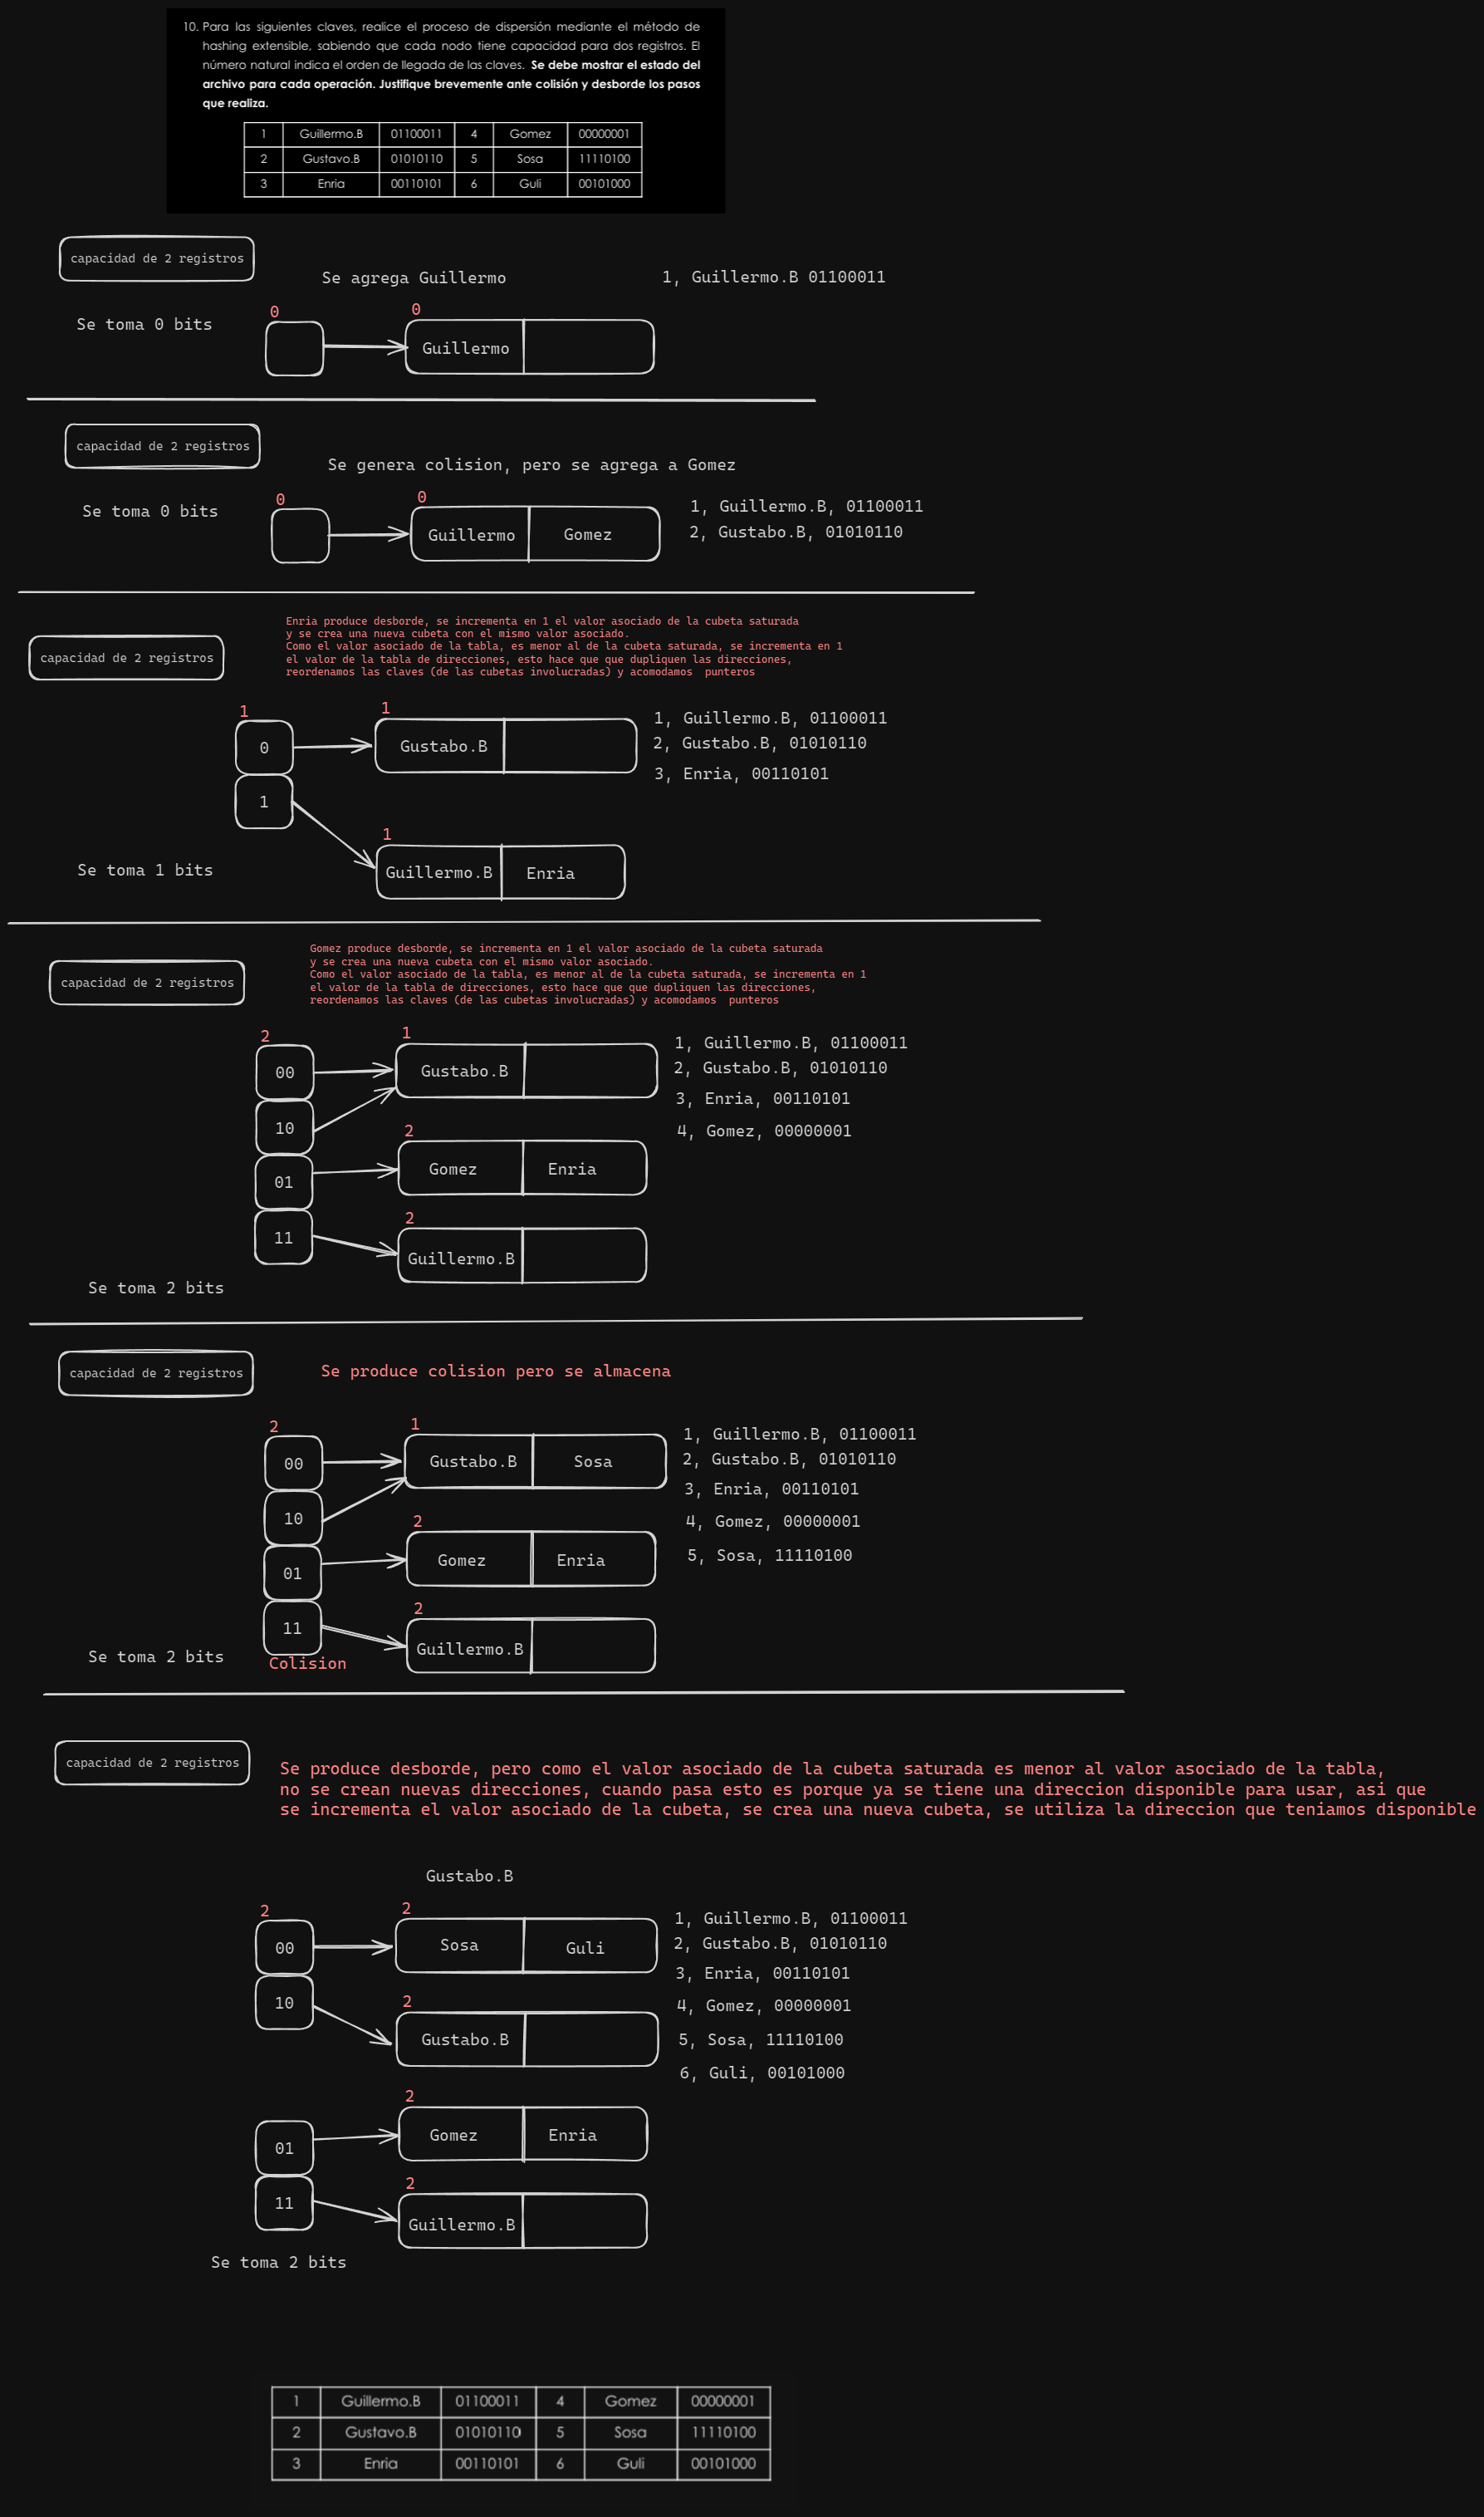 10. Para las siguientes claves, realice el proceso de dispersión mediante el método de
hashing extensible, sabiendo que cada nodo tiene capacidad para dos registros. El
número natural indica el orden de llegada de las claves. Se debe mostrar el estado del
archivo para cada operación. Justifique brevemente ante colisión y desborde los pasos
que realiza.
1 Guillermo.B 01100011 4 Gomez 00000001
2 Gustavo.B 01010110 5 Sosa 11110100
3 Enria 00110101 6 Guli 00101000
capacidad de 2 registros
Se agrega Guillermo
1, Guillermo.B 01100011
Se toma 0 bits
0
0
Guillermo
capacidad de 2 registros
Se genera colision, pero se agrega a Gomez
Se toma 0 bits
0
0
Guillermo Gomez
1, Guillermo.B, 01100011
2, Gustabo.B, 01010110
Enria produce desborde, se incrementa en 1 el valor asociado de la cubeta saturada
y se crea una nueva cubeta con el mismo valor asociado.
Como el valor asociado de la tabla, es menor al de la cubeta saturada, se incrementa en 1
el valor de la tabla de direcciones, esto hace que que dupliquen las direcciones,
reordenamos las claves (de las cubetas involucradas) y acomodamos  punteros
capacidad de 2 registros
1
0
1
1
Gustabo.B
1
Guillermo.B Enria
1, Guillermo.B, 01100011
2, Gustabo.B, 01010110
3, Enria, 00110101
Se toma 1 bits
Gomez produce desborde, se incrementa en 1 el valor asociado de la cubeta saturada
y se crea una nueva cubeta con el mismo valor asociado.
Como el valor asociado de la tabla, es menor al de la cubeta saturada, se incrementa en 1
el valor de la tabla de direcciones, esto hace que que dupliquen las direcciones,
reordenamos las claves (de las cubetas involucradas) y acomodamos  punteros
capacidad de 2 registros
2
00
10
01
11
1
Gustabo.B
2
Gomez Enria
2
Guillermo.B
1, Guillermo.B, 01100011
2, Gustabo.B, 01010110
3, Enria, 00110101
4, Gomez, 00000001
Se toma 2 bits
capacidad de 2 registros
Se produce colision pero se almacena
2
00
10
01
11
Colision
1
Gustabo.B Sosa
2
Gomez Enria
2
Guillermo.B
1, Guillermo.B, 01100011
2, Gustabo.B, 01010110
3, Enria, 00110101
4, Gomez, 00000001
5, Sosa, 11110100
Se toma 2 bits
capacidad de 2 registros
Se produce desborde, pero como el valor asociado de la cubeta saturada es menor al valor asociado de la tabla,
no se crean nuevas direcciones, cuando pasa esto es porque ya se tiene una direccion disponible para usar, asi que
se incrementa el valor asociado de la cubeta, se crea una nueva cubeta, se utiliza la direccion que teniamos disponible
Gustabo.B
2
00
10
01
11
2
Sosa Guli
2
Gustabo.B
2
Gomez Enria
2
Guillermo.B
1, Guillermo.B, 01100011
2, Gustabo.B, 01010110
3, Enria, 00110101
4, Gomez, 00000001
5, Sosa, 11110100
6, Guli, 00101000
Se toma 2 bits
1 Guillermo.B 01100011 4 Gomez 00000001
2 Gustavo.B 01010110 5 Sosa 11110100
3 Enria 00110101 6 Guli 00101000